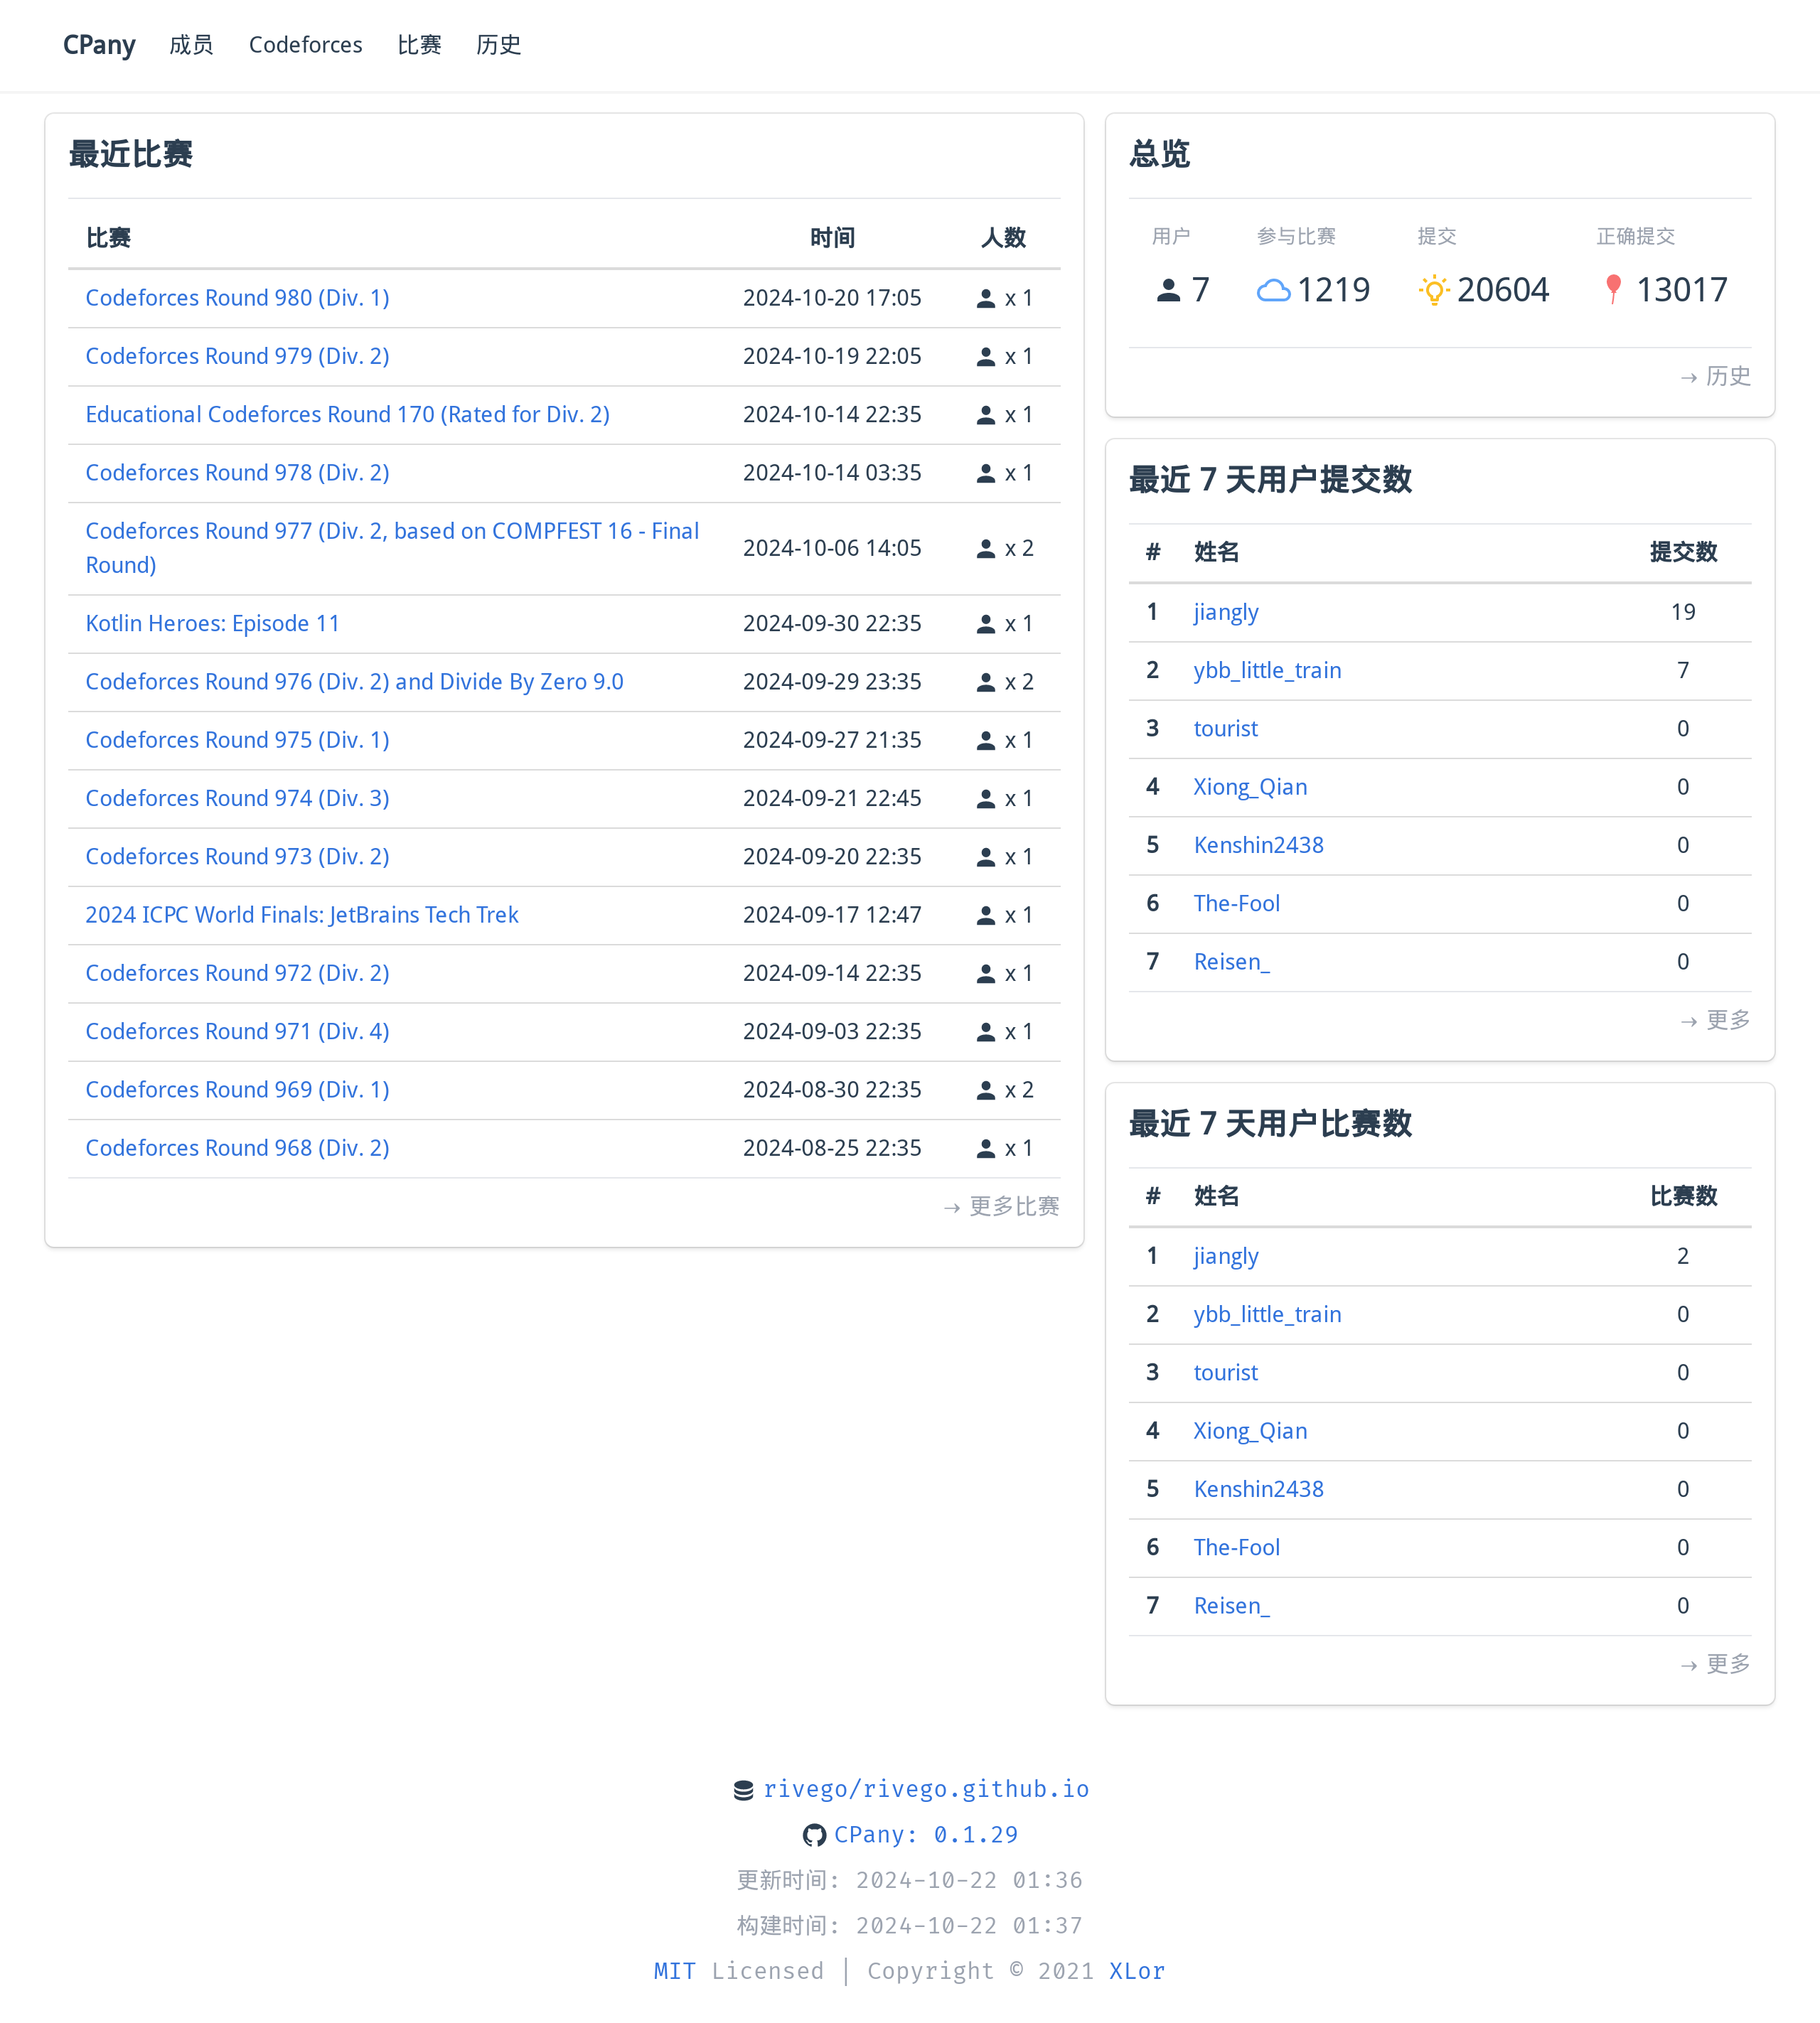 CPany 成员 Codeforces 比赛 历史
最近比赛
比赛 时间 人数
Codeforces Round 980 (Div. 1) 2024-10-20 17:05 x 1
Codeforces Round 979 (Div. 2) 2024-10-19 22:05 x 1
Educational Codeforces Round 170 (Rated for Div. 2) 2024-10-14 22:35 x 1
Codeforces Round 978 (Div. 2) 2024-10-14 03:35 x 1
Codeforces Round 977 (Div. 2, based on COMPFEST 16 - Final
Round) 2024-10-06 14:05 x 2
Kotlin Heroes: Episode 11 2024-09-30 22:35 x 1
Codeforces Round 976 (Div. 2) and Divide By Zero 9.0 2024-09-29 23:35 x 2
Codeforces Round 975 (Div. 1) 2024-09-27 21:35 x 1
Codeforces Round 974 (Div. 3) 2024-09-21 22:45 x 1
Codeforces Round 973 (Div. 2) 2024-09-20 22:35 x 1
2024 ICPC World Finals: JetBrains Tech Trek 2024-09-17 12:47 x 1
Codeforces Round 972 (Div. 2) 2024-09-14 22:35 x 1
Codeforces Round 971 (Div. 4) 2024-09-03 22:35 x 1
Codeforces Round 969 (Div. 1) 2024-08-30 22:35 x 2
Codeforces Round 968 (Div. 2) 2024-08-25 22:35 x 1
→ 更多比赛
总览
用户 参与比赛 提交 正确提交
7 1219 20604 13017
→ 历史
最近 7 天用户提交数
# 姓名 提交数
1 jiangly 19
2 ybb_little_train 7
3 tourist 0
4 Xiong_Qian 0
5 Kenshin2438 0
6 The-Fool 0
7 Reisen_ 0
→ 更多
最近 7 天用户比赛数
# 姓名 比赛数
1 jiangly 2
2 ybb_little_train 0
3 tourist 0
4 Xiong_Qian 0
5 Kenshin2438 0
6 The-Fool 0
7 Reisen_ 0
→ 更多
rivego/rivego.github.io
CPany: 0.1.29
更新时间: 2024-10-22 01:36
构建时间: 2024-10-22 01:37
MIT Licensed | Copyright © 2021 XLor